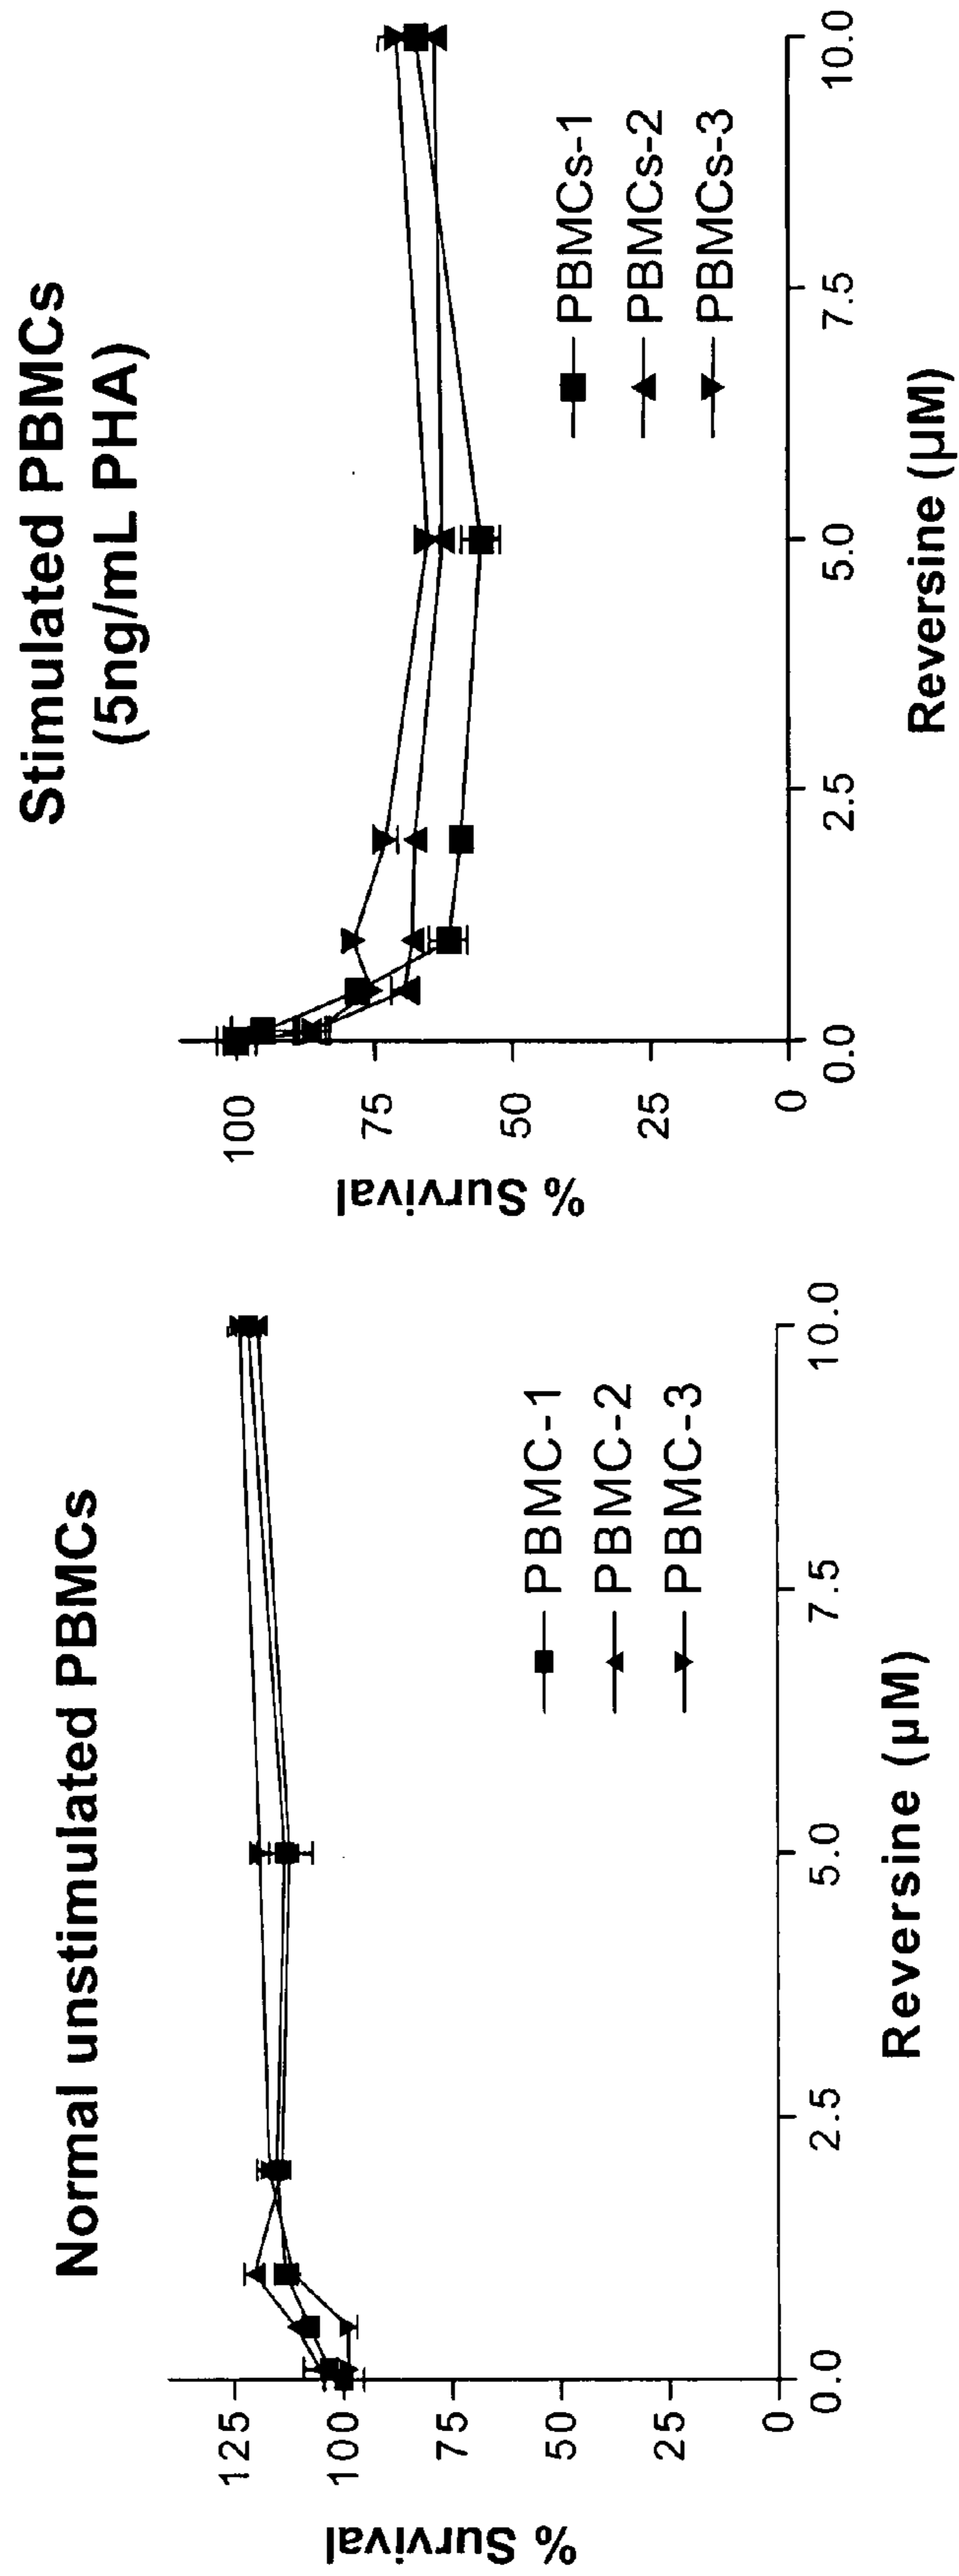 Normal unstimulated PBMCs
% Survival
125
100
75
50
25
0
0.0
2.5
5.0
7.5
10.0
Reversine (µM)
PBMC-1
PBMC-2
PBMC-3
Stimulated PBMCs
(5ng/mL PHA)
% Survival
100
75
50
25
0
0.0
2.5
5.0
7.5
10.0
Reversine (µM)
PBMCs-1
PBMCs-2
PBMCs-3